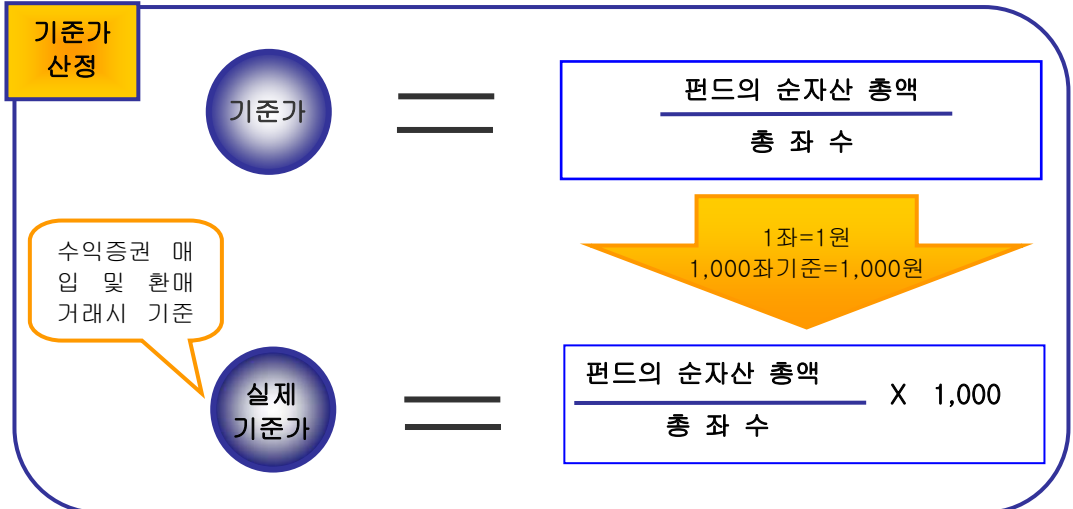 기준가
산정
기준가
펀드의 순자산 총액
총 좌 수
1좌=1원
1,000좌기준=1,000원
수익증권 매
입 및 환매
거래시 기준
실제
기준가
펀드의 순자산 총액
총 좌 수
X 1,000